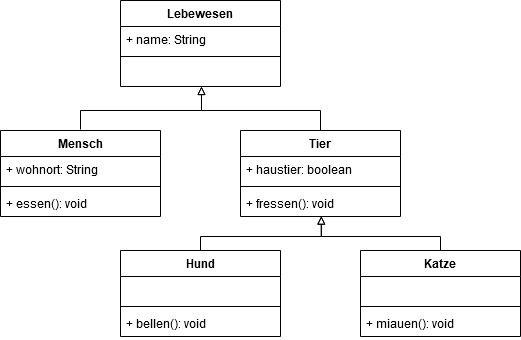 Lebewesen
+ name: String
Mensch
+ wohnort: String
+ essen(): void
Tier
+ haustier: boolean
+ fressen(): void
Hund
+ bellen(): void
Katze
+ miauen(): void